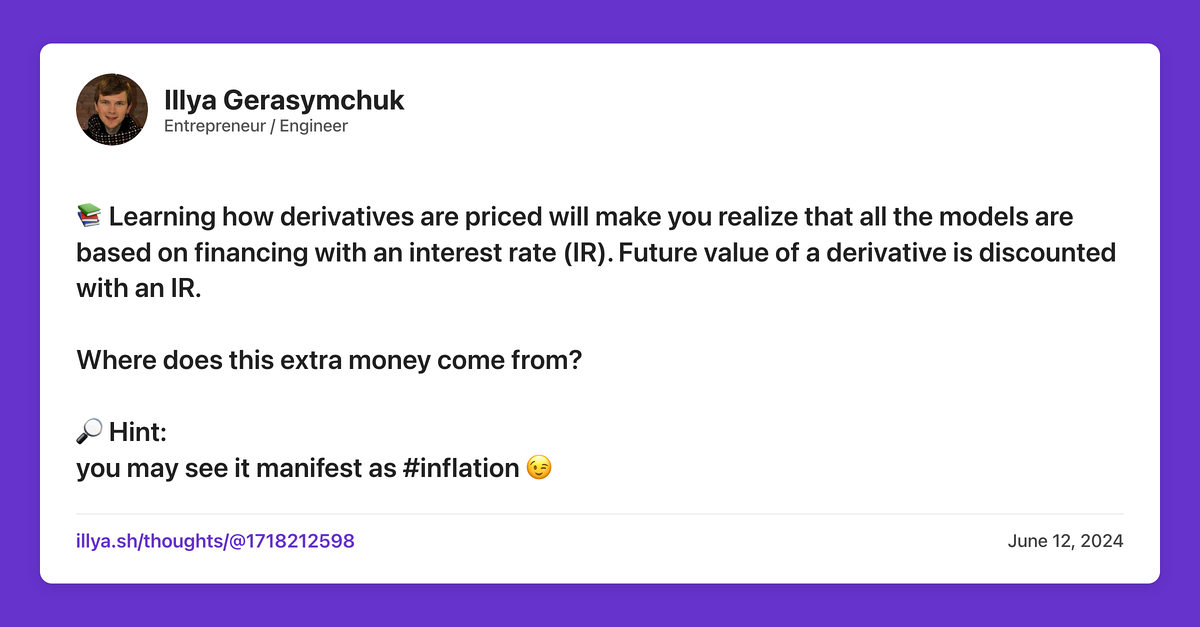 Illya Gerasymchuk
Entrepreneur / Engineer
📚 Learning how derivatives are priced will make you realize that all the models are
based on financing with an interest rate (IR). Future value of a derivative is discounted
with an IR.
Where does this extra money come from?
🔎 Hint:
you may see it manifest as #inflation 😉
illya.sh/thoughts/@1718212598
June 12, 2024